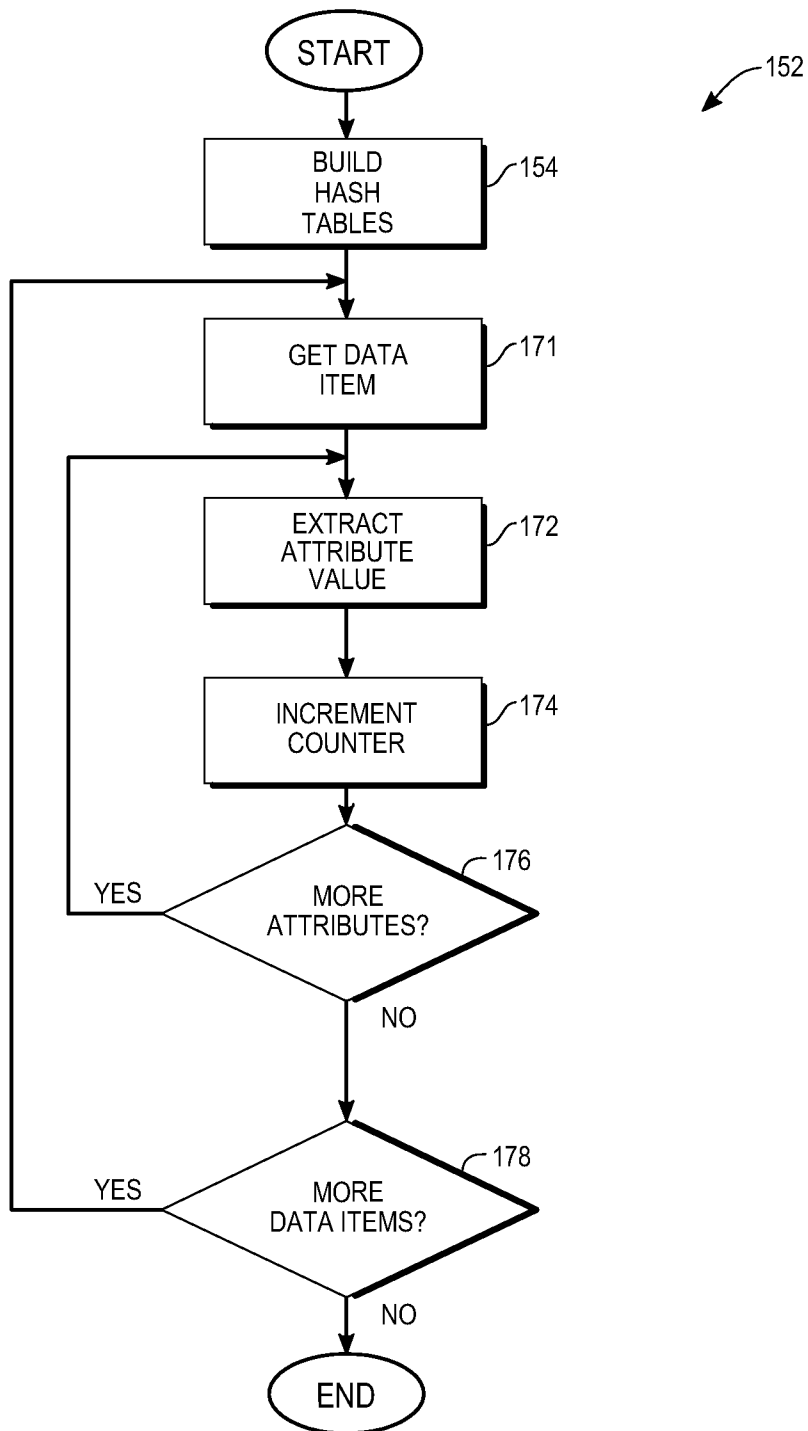 START
152
BUILD
HASH
TABLES
154
GET DATA
ITEM
171
EXTRACT
ATTRIBUTE
VALUE
172
INCREMENT
COUNTER
174
176
YES
MORE
ATTRIBUTES?
NO
178
YES
MORE
DATA ITEMS?
NO
END